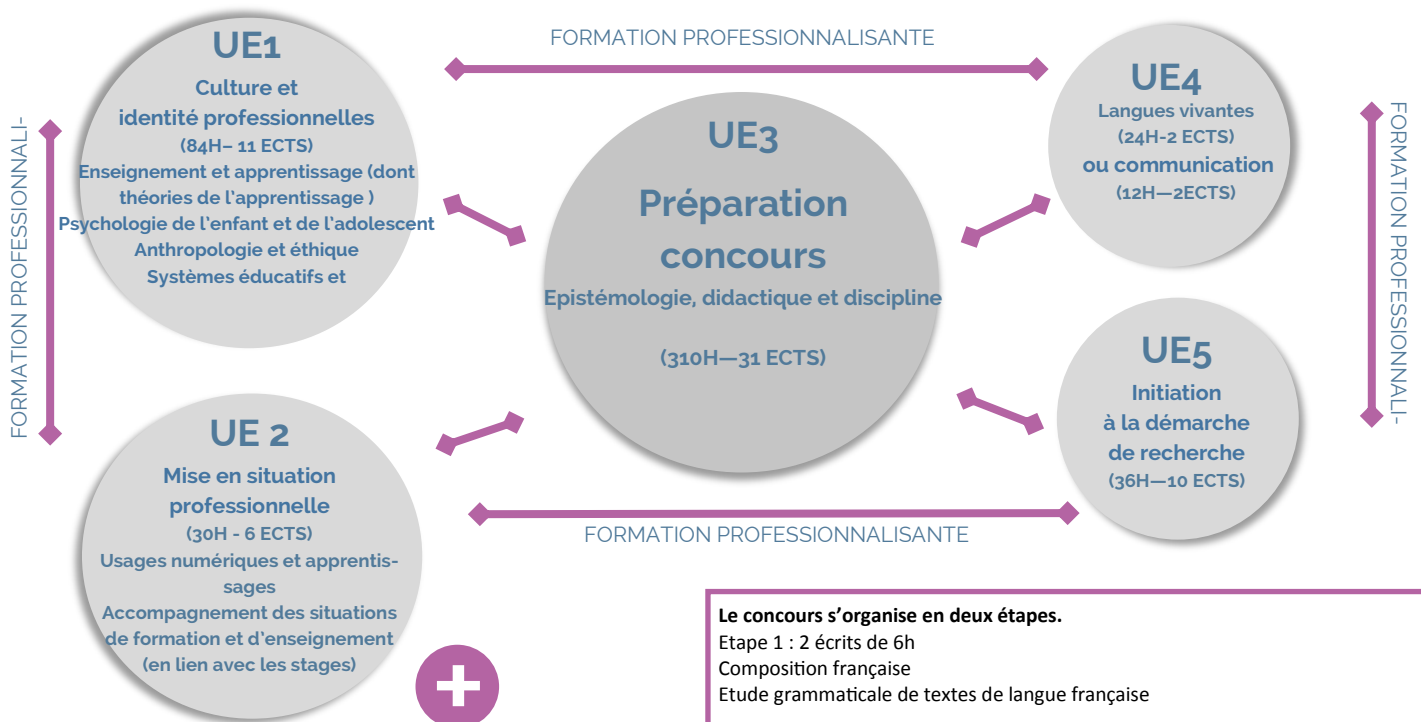 FORMATION PROFESSIONNALISANTE
FORMATION PROFESSIONNALI-
UE1
Culture et
identité professionnelles
(84H– 11 ECTS)
Enseignement et apprentissage (dont
théories de l'apprentissage )
Psychologie de l'enfant et de l'adolescent
Anthropologie et éthique
Systèmes éducatifs et
UE3
Préparation
concours
Epistémologie, didactique et discipline
(310H—31 ECTS)
UE4
Langues vivantes
(24H-2 ECTS)
ou communication
(12H—2ECTS)
FORMATION PROFESSIONNALI-
UE 2
Mise en situation
professionnelle
(30H - 6 ECTS)
Usages numériques et apprentis-
sages
Accompagnement des situations
de formation et d'enseignement
(en lien avec les stages)
UE5
Initiation
à la démarche
de recherche
(36H—10 ECTS)
FORMATION PROFESSIONNALISANTE
Le concours s'organise en deux étapes.
Etape 1 : 2 écrits de 6h
Composition française
Etude grammaticale de textes de langue française